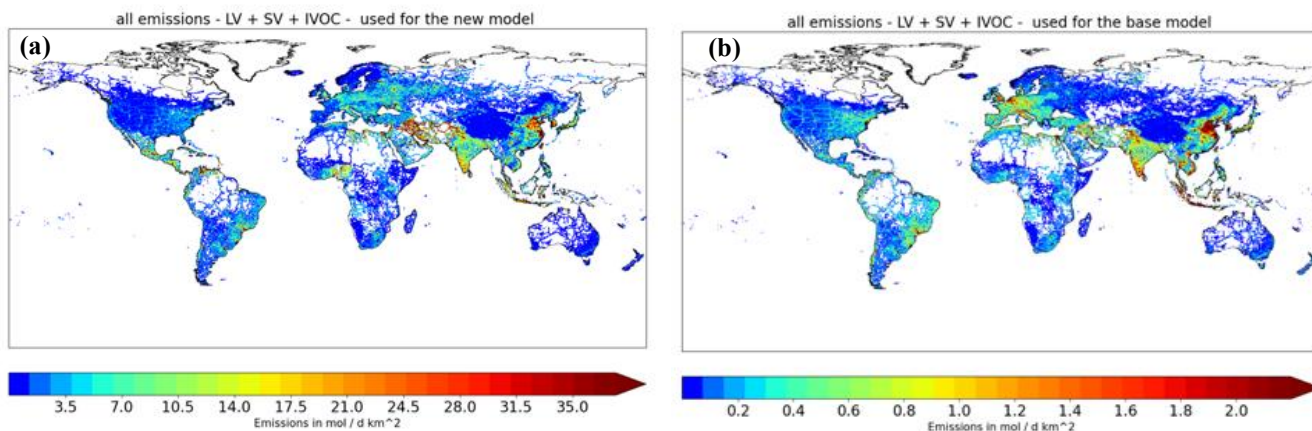 all emissions - LV + SV + IVOC - used for the new model
(a)
3.5 7.0 10.5 14.0 17.5 21.0 24.5 28.0 31.5 35.0
Emissions in mol / d km^2
all emissions - LV + SV + IVOC - used for the base model
(b)
0.2 0.4 0.6 0.8 1.0 1.2 1.4 1.6 1.8 2.0
Emissions in mol / d km^2